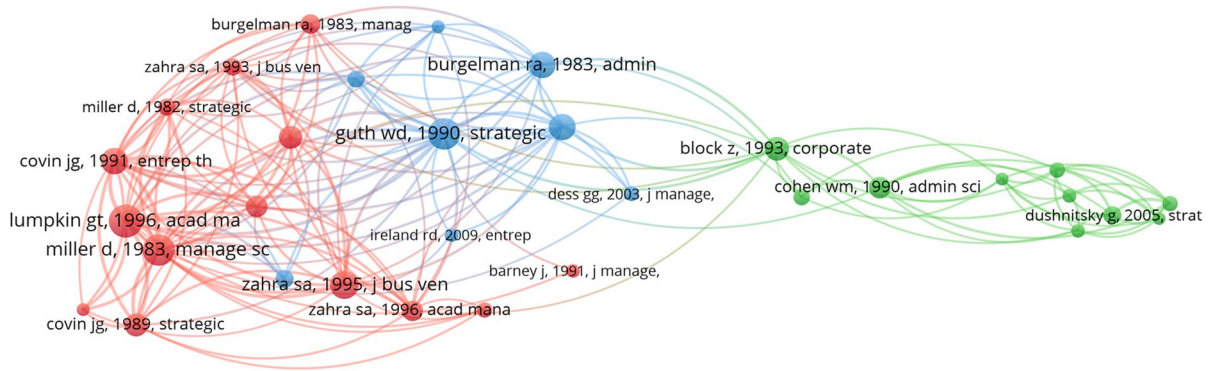 burgelman ra, 1983, manag
zahra sa, 1993, j bus ven
burgelman ra, 1983, admin
miller d, 1982, strategic
guth wd, 1990, strategic
block z, 1993, corporate
covin jg, 1991, entrep th
cohen wm, 1990, admin sci
dess gg, 2003, j manage,
lumpkin gt, 1996, acad ma
dushnitsky g, 2005, strat
ireland rd, 2009, entrep
miller d, 1983, manage sc
barney j, 1991, j manage,
zahra sa, 1995, j bus ven
zahra sa, 1996, acad mana
covin jg, 1989, strategic